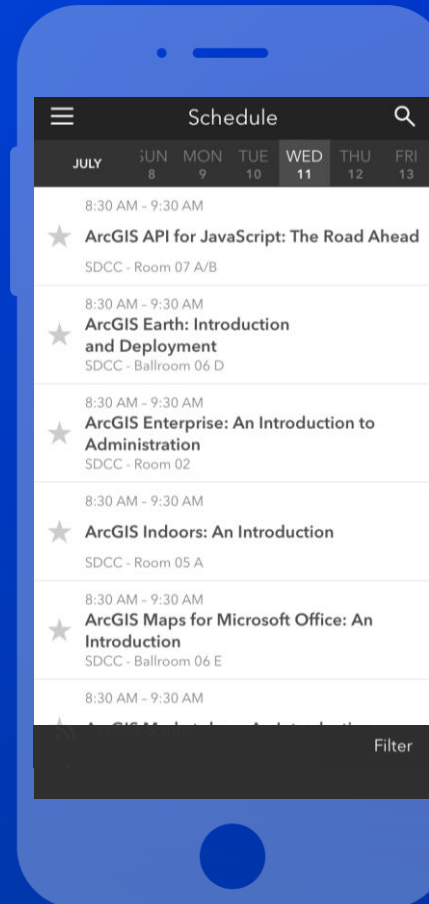 Schedule
JULY
SUN MON TUE WED THU FRI
8 9 10 11 12 13
8:30 AM – 9:30 AM
ArcGIS API for JavaScript: The Road Ahead
SDCC - Room 07 A/B
8:30 AM – 9:30 AM
ArcGIS Earth: Introduction
and Deployment
SDCC - Ballroom 06 D
8:30 AM – 9:30 AM
ArcGIS Enterprise: An Introduction to
Administration
SDCC - Room 02
8:30 AM – 9:30 AM
ArcGIS Indoors: An Introduction
SDCC - Room 05 A
8:30 AM – 9:30 AM
ArcGIS Maps for Microsoft Office: An
Introduction
SDCC - Ballroom 06 E
8:30 AM – 9:30 AM
Filter